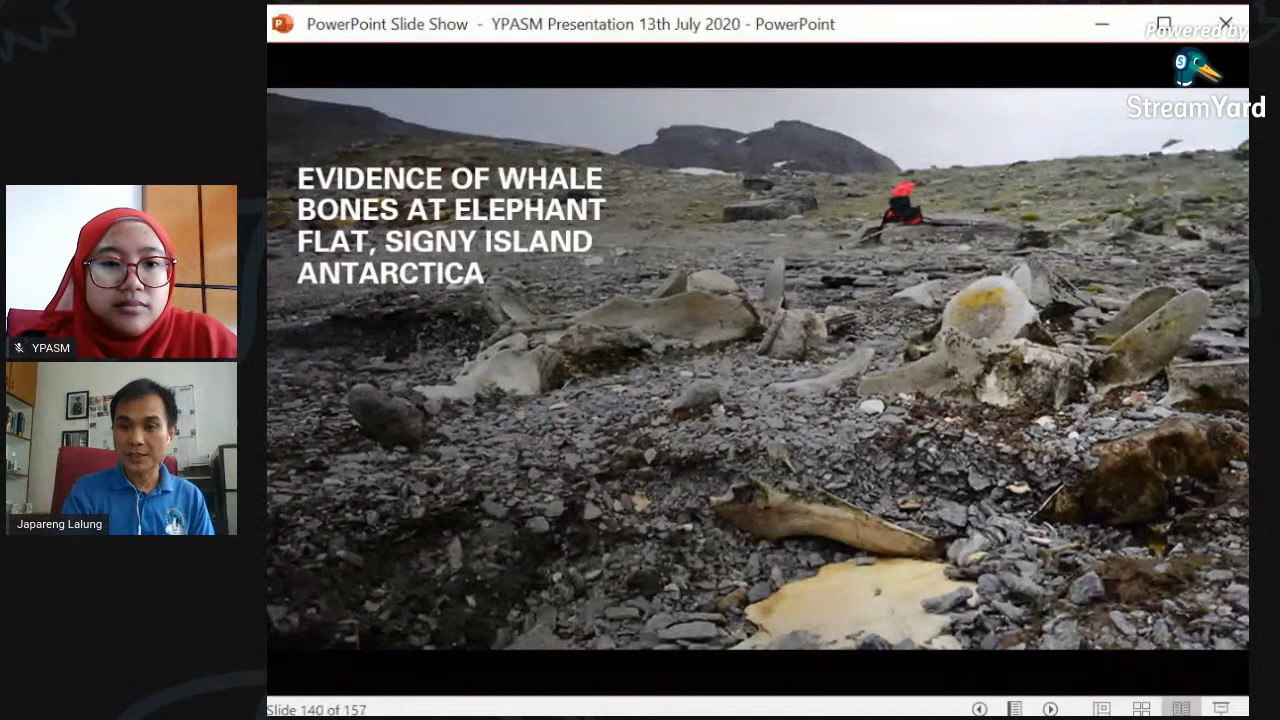 PowerPoint Slide Show - YPASM Presentation 13th July 2020 - PowerPoint
Powered by
StreamYard
EVIDENCE OF WHALE
BONES AT ELEPHANT
FLAT, SIGNY ISLAND
ANTARCTICA
YPASM
Japareng Lalung
Slide 140 of 157